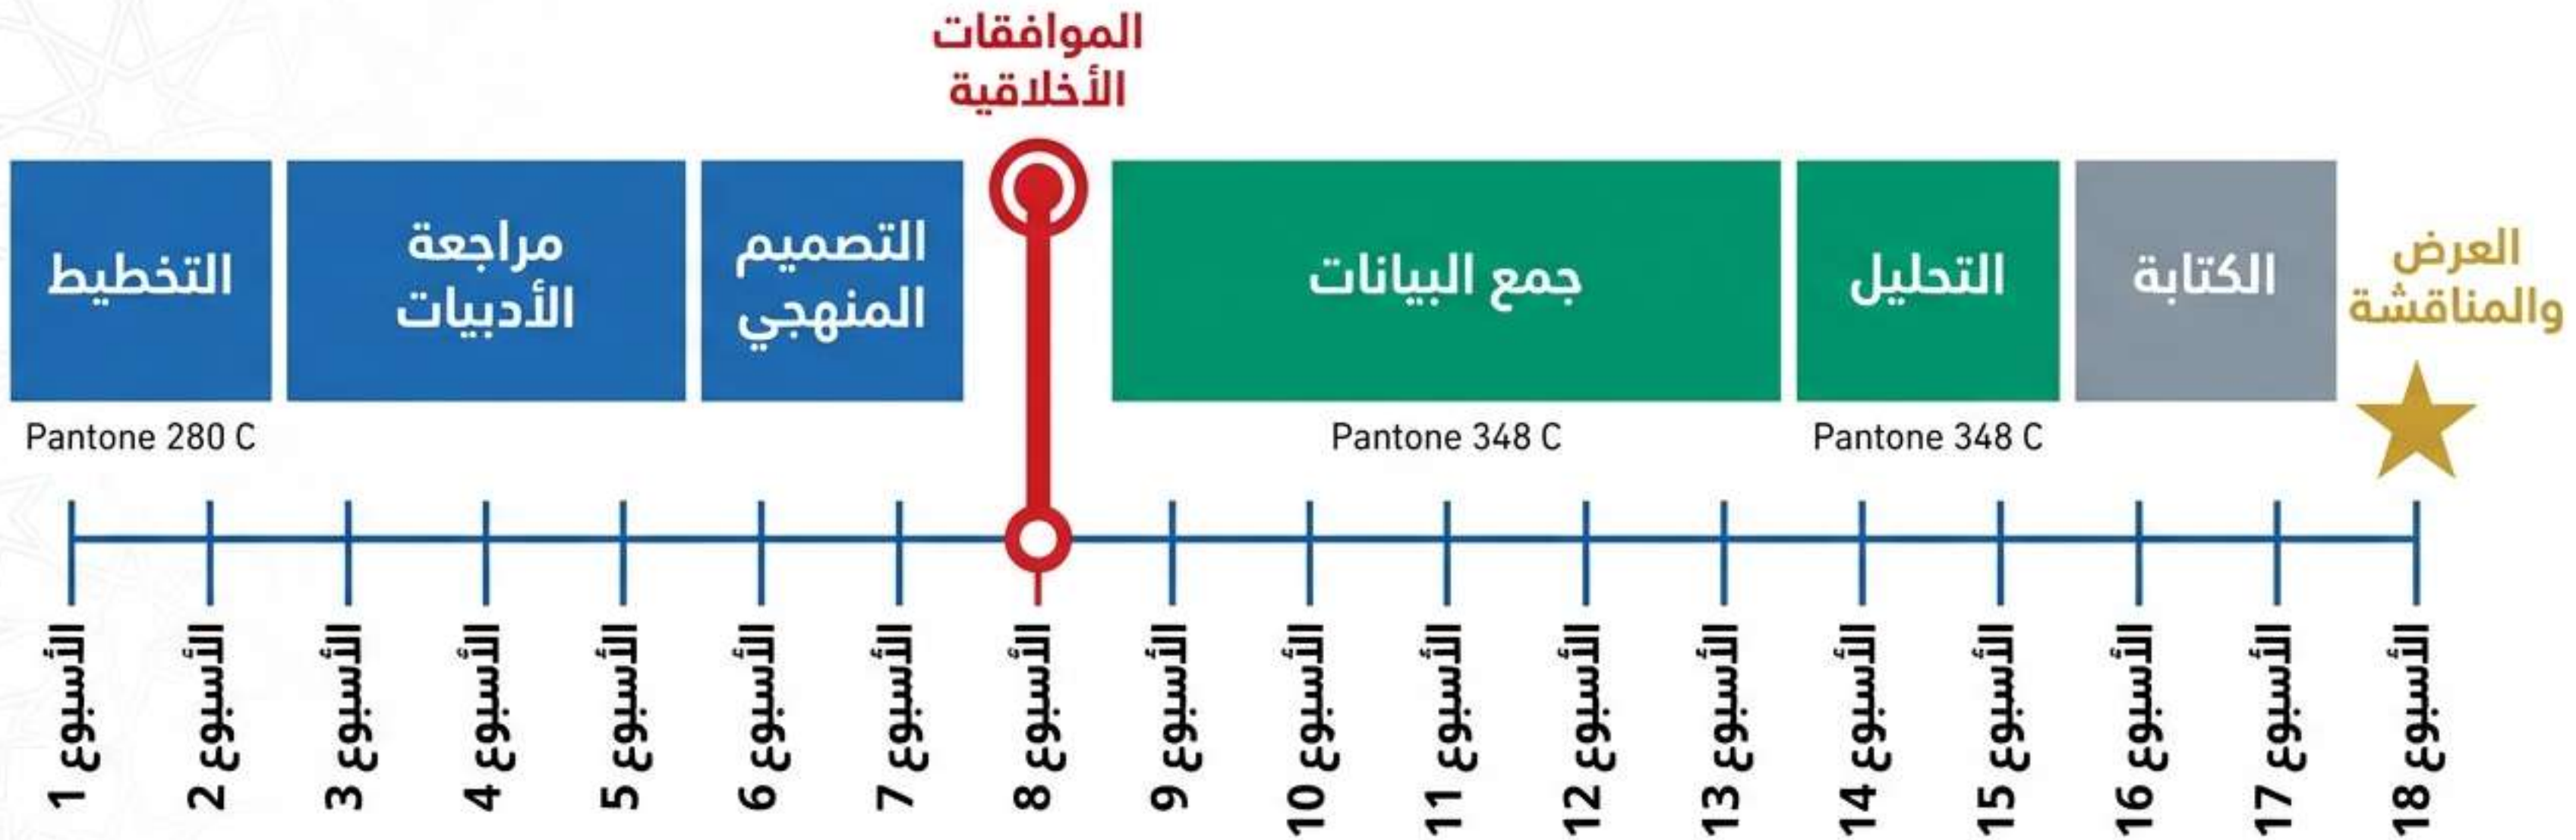 الموافقات
الأخلاقية
التخطيط
مراجعة
الأدبيات
التصميم
المنهجي
جمع البيانات
التحليل
الكتابة
العرض
والمناقشة
Pantone 280 C
Pantone 348 C
Pantone 348 C
الأسبوع 1
الأسبوع 2
الأسبوع 3
الأسبوع 4
الأسبوع 5
الأسبوع 6
الأسبوع 7
الأسبوع 8
الأسبوع 9
الأسبوع 10
الأسبوع 11
الأسبوع 12
الأسبوع 13
الأسبوع 14
الأسبوع 15
الأسبوع 16
الأسبوع 17
الأسبوع 18